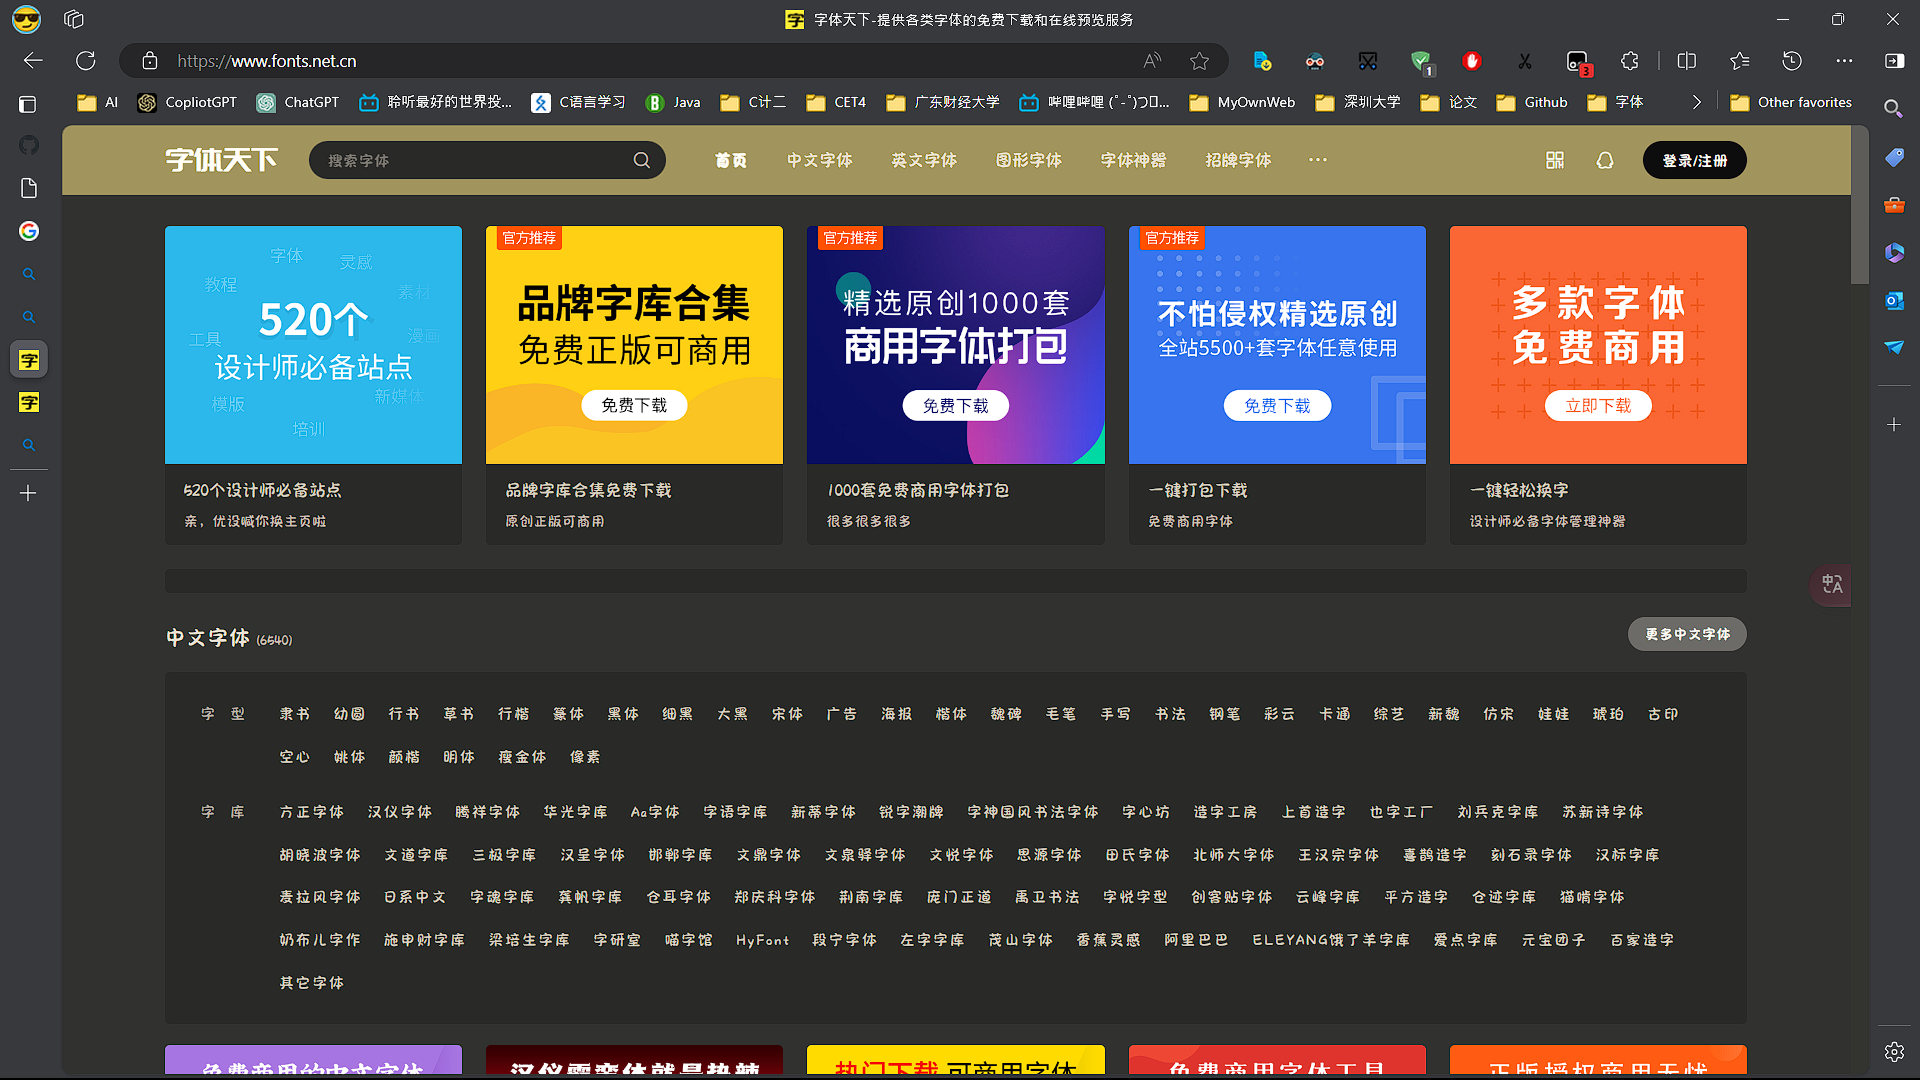 字体天下-提供各类字体的免费下载和在线预览服务
https://www.fonts.net.cn
1
3
AI
CopliotGPT
ChatGPT
聆听最好的世界投...
C语言学习
Java
C计二
CET4
广东财经大学
哔哩哔哩 (゜-゜)つロ...
MyOwnWeb
深圳大学
论文
Github
字体
Other favorites
字体天下
搜索字体
首页
中文字体
英文字体
图形字体
字体神器
招牌字体
···
登录/注册
字体
灵感
教程
素材
520个
工具
漫画
设计师必备站点
模版
新媒体
培训
520个设计师必备站点
亲，优设喊你换主页啦
官方推荐
品牌字库合集
免费正版可商用
免费下载
品牌字库合集免费下载
原创正版可商用
官方推荐
精选原创1000套
商用字体打包
免费下载
1000套免费商用字体打包
很多很多很多
官方推荐
不怕侵权精选原创
全站5500+套字体任意使用
免费下载
一键打包下载
免费商用字体
多款字体
免费商用
立即下载
一键轻松换字
设计师必备字体管理神器
中文字体 (6540)
更多中文字体
字 型 隶书 幼圆 行书 草书 行楷 篆体 黑体 细黑 大黑 宋体 广告 海报 楷体 魏碑 毛笔 手写 书法 钢笔 彩云 卡通 综艺 新魏 仿宋 娃娃 琥珀 古印
空心 姚体 颜楷 明体 瘦金体 像素
字 库 方正字体 汉仪字体 腾祥字体 华光字库 Aa字体 字语字库 新蒂字体 锐字潮牌 字神国风书法字体 字心坊 造字工房 上首造字 也字工厂 刘兵克字库 苏新诗字体
胡晓波字体 文道字库 三极字库 汉呈字体 邯郸字库 文鼎字体 文泉驿字体 文悦字体 思源字体 田氏字体 北师大字体 王汉宗字体 喜鹊造字 刻石录字体 汉标字库
麦拉风字体 日系中文 字魂字库 龚帆字库 仓耳字体 郑庆科字体 荆南字库 庞门正道 禹卫书法 字悦字型 创客贴字体 云峰字库 平方造字 仓迹字库 猫啃字体
奶布儿字作 施申财字库 梁培生字库 字研室 喵字馆 HyFont 段宁字体 左字字库 茂山字体 香蕉灵感 阿里巴巴 ELEYANG饿了羊字库 爱点字库 元宝团子 百家造字
其它字体
免费商用的中文字体
汉仪霸蛮体就是热辣
热门下载 可商用字体
免费商用字体工具
正版授权商用无忧